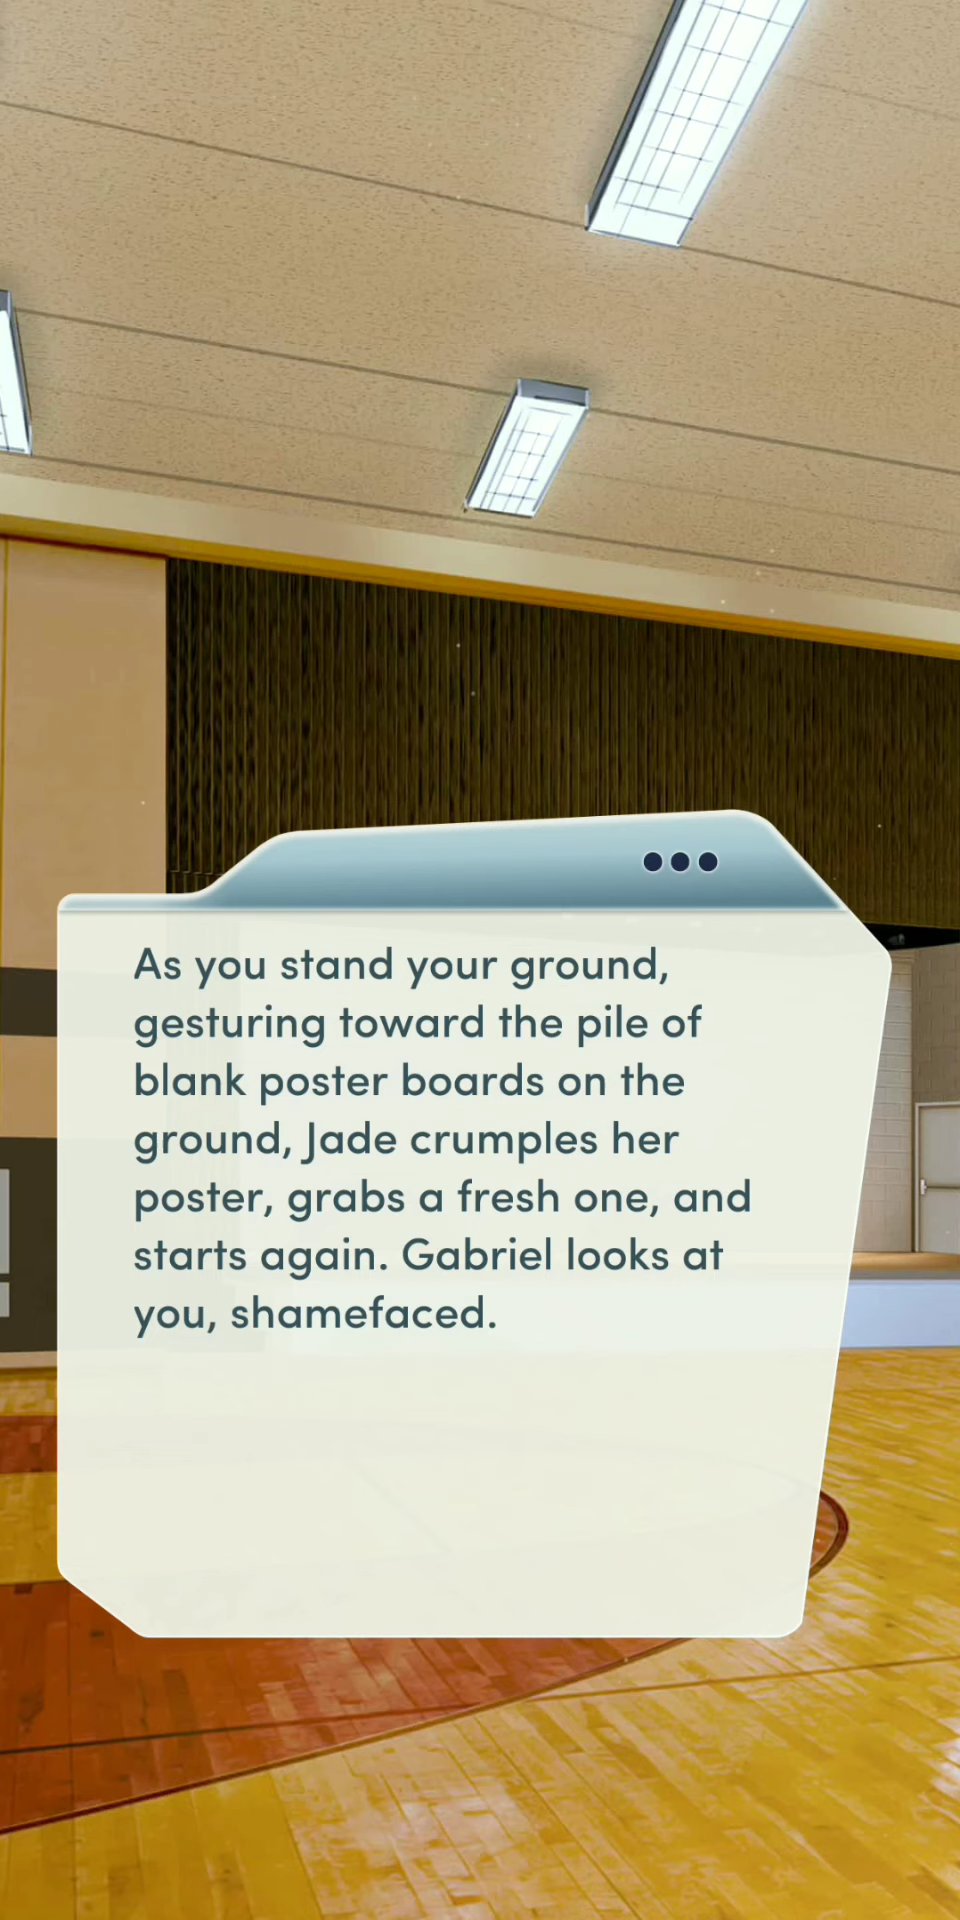 As you stand your ground,
gesturing toward the pile of
blank poster boards on the
ground, Jade crumples her
poster, grabs a fresh one, and
starts again. Gabriel looks at
you, shamefaced.